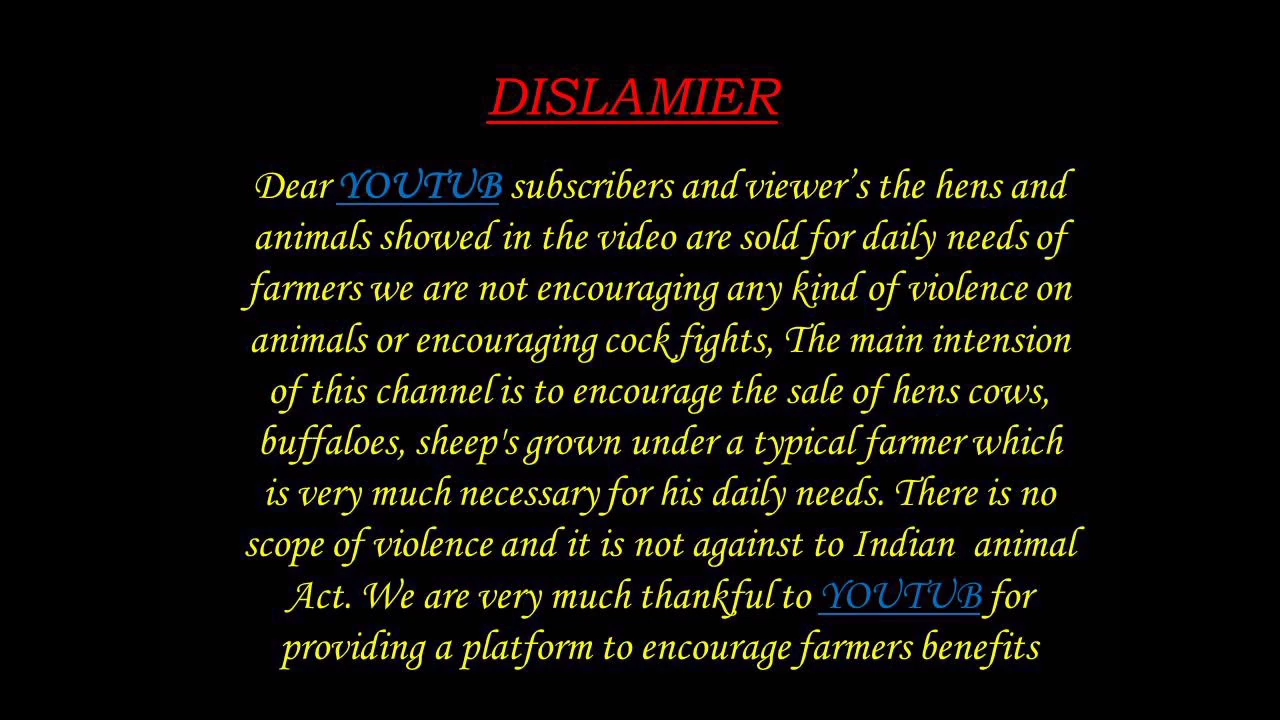 DISLAMIER
Dear YOUTUB subscribers and viewer’s the hens and
animals showed in the video are sold for daily needs of
farmers we are not encouraging any kind of violence on
animals or encouraging cock fights, The main intension
of this channel is to encourage the sale of hens cows,
buffaloes, sheep's grown under a typical farmer which
is very much necessary for his daily needs. There is no
scope of violence and it is not against to Indian  animal
Act. We are very much thankful to YOUTUB for
providing a platform to encourage farmers benefits